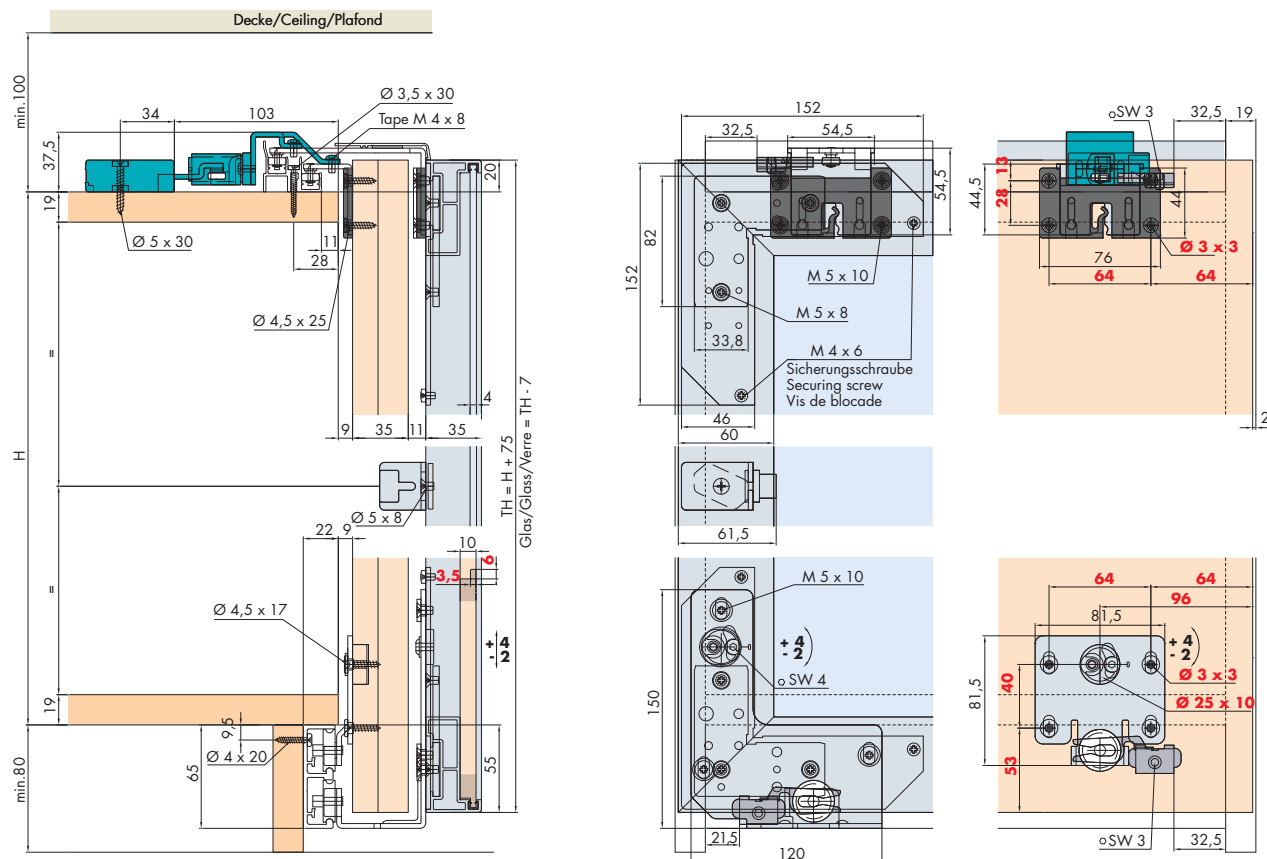 Decke/Ceiling/Plafond
min.100
37,5
34
103
Ø 3,5 x 30
Tape M 4 x 8
20
19
Ø 5 x 30
11
28
Ø 4,5 x 25
=
H
4
9
35
11
35
TH = H + 75
Glas/Glass/Verre = TH - 7
Ø 5 x 8
22
9
10
6
3,5
=
Ø 4,5 x 17
+ 4
- 2
19
9,5
Ø 4 x 20
65
55
min.80
152
32,5
54,5
54,5
82
152
M 5 x 10
M 5 x 8
33,8
M 4 x 6
Sicherungsschraube
Securing screw
Vis de blocade
46
60
61,5
M 5 x 10
+ 4
- 2
SW 4
150
21,5
120
SW 3
32,5
19
13
44,5
28
44
Ø 3 x 3
76
64
64
2
64
64
96
81,5
+ 4
- 2
Ø 3 x 3
40
81,5
Ø 25 x 10
53
SW 3
32,5